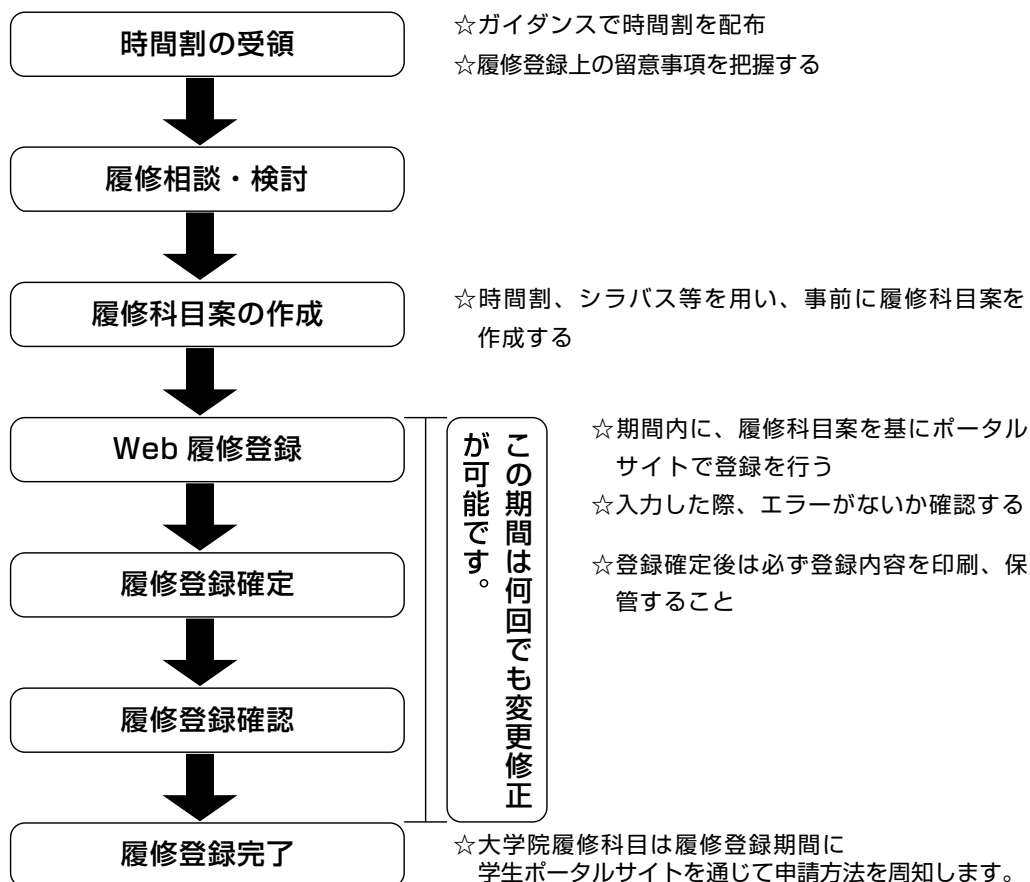 時間割の受領
☆ガイダンスで時間割を配布
☆履修登録上の留意事項を把握する
履修相談・検討
履修科目案の作成
☆時間割、シラバス等を用い、事前に履修科目案を
作成する
Web 履修登録
この期間は何回でも変更修正
が可能です。
☆期間内に、履修科目案を基にポータル
サイトで登録を行う
☆入力した際、エラーがないか確認する
履修登録確定
☆登録確定後は必ず登録内容を印刷、保
管すること
履修登録確認
履修登録完了
☆大学院履修科目は履修登録期間に
学生ポータルサイトを通じて申請方法を周知します。